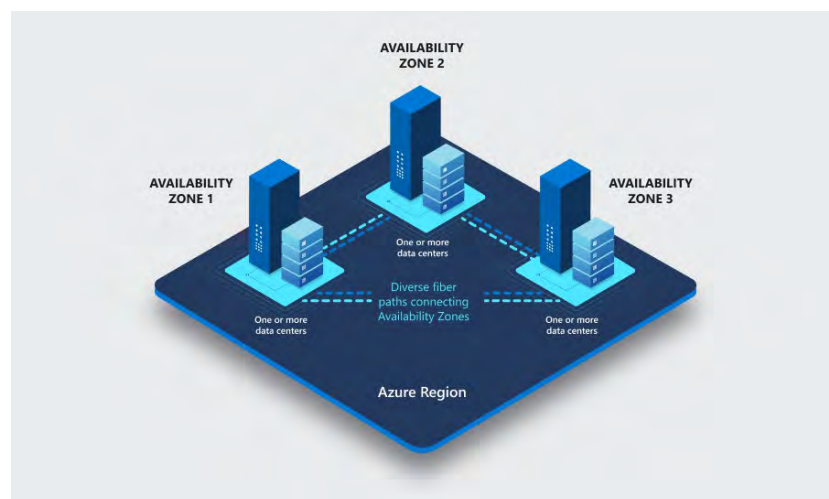 AVAILABILITY
ZONE 2
AVAILABILITY
ZONE 1
AVAILABILITY
ZONE 3
One or more
data centers
Diverse fiber
paths connecting
Availability Zones
One or more
data centers
One or more
data centers
Azure Region